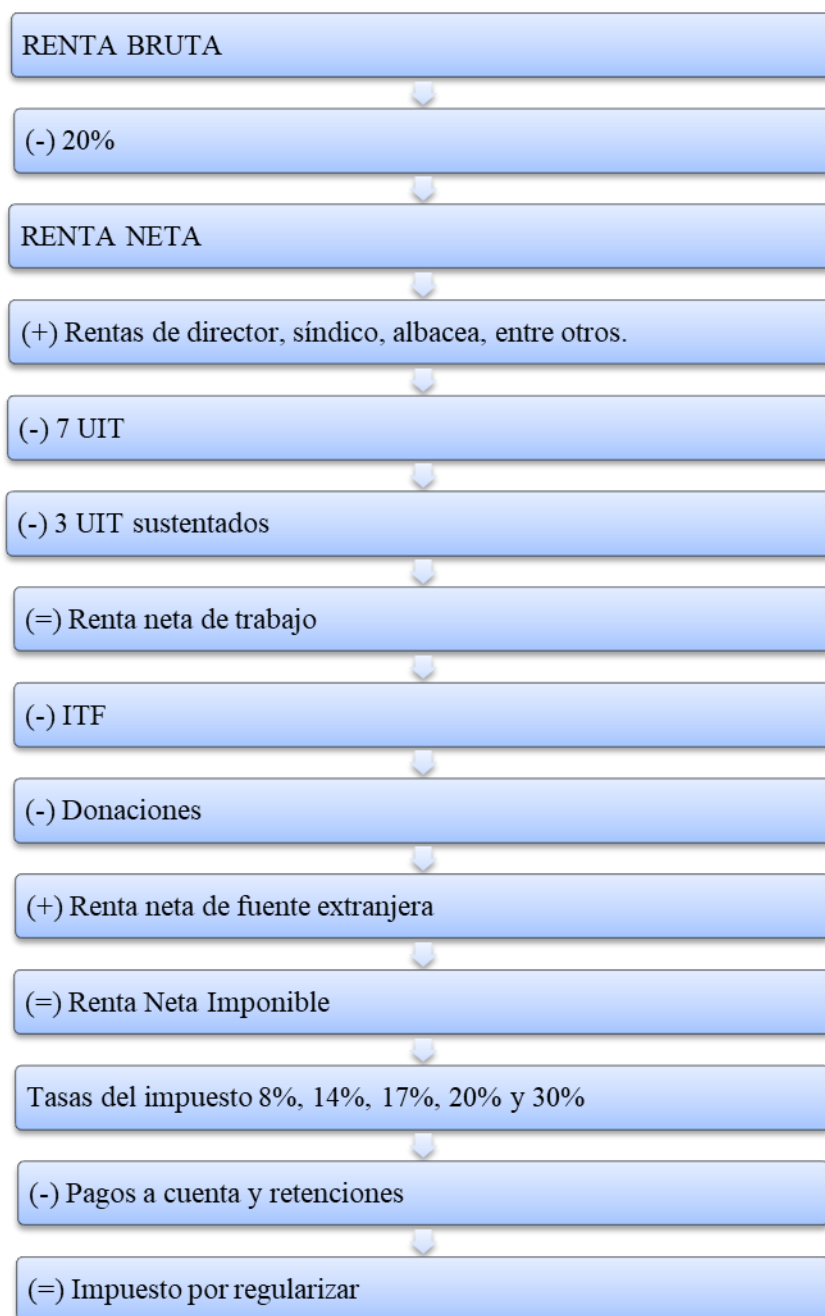 RENTA BRUTA
(-) 20%
RENTA NETA
(+) Rentas de director, síndico, albacea, entre otros.
(-) 7 UIT
(-) 3 UIT sustentados
(=) Renta neta de trabajo
(-) ITF
(-) Donaciones
(+) Renta neta de fuente extranjera
(=) Renta Neta Imponible
Tasas del impuesto 8%, 14%, 17%, 20% y 30%
(-) Pagos a cuenta y retenciones
(=) Impuesto por regularizar